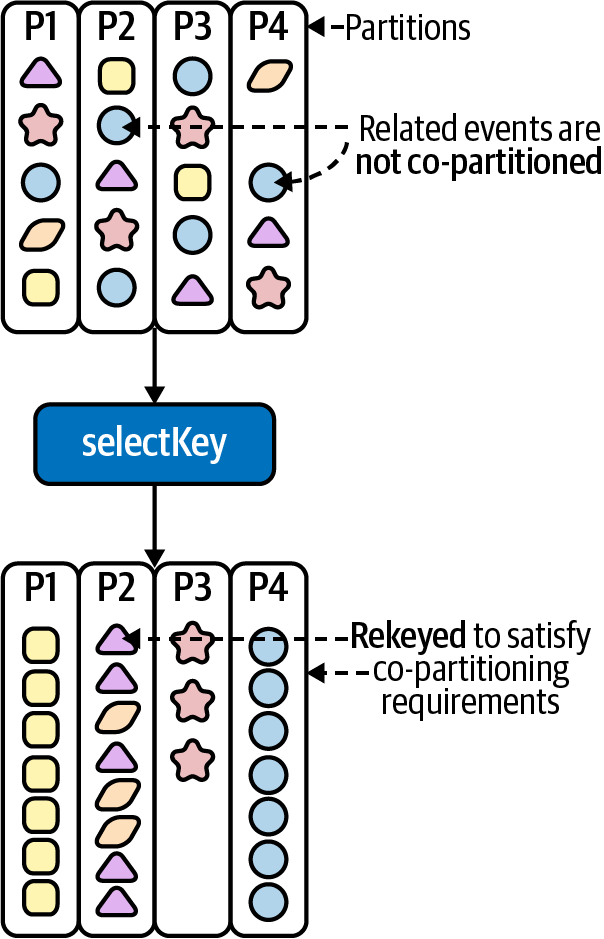 P1 P2 P3 P4
Partitions
Related events are
not co-partitioned
selectKey
P1 P2 P3 P4
Rekeyed to satisfy
co-partitioning
requirements